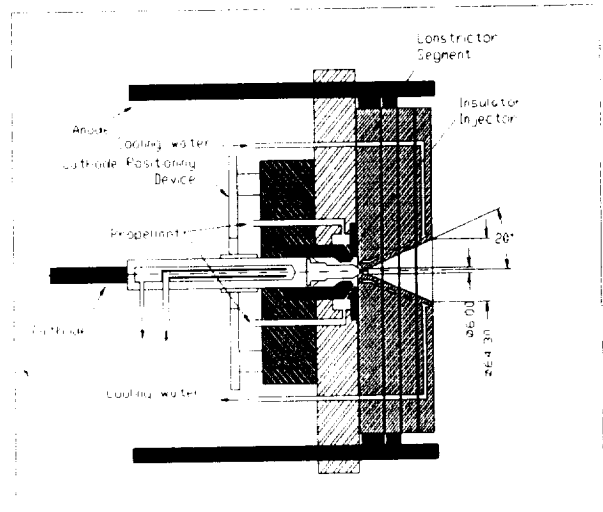 Constrictor
Segment
Insulator
Injector
Anode
Cooling water
Cathode Positioning
Device
Propellant
20°
ø6.00
ø64.30
Cathode
Cooling water